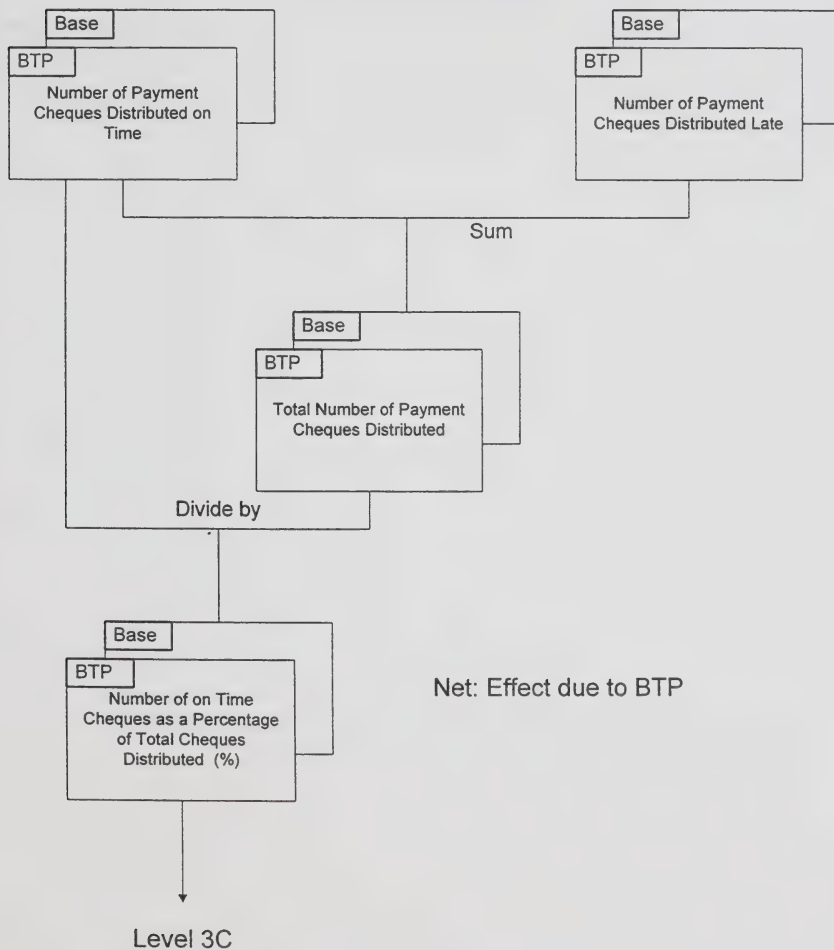 Base
BTP
Number of Payment
Cheques Distributed on
Time
Base
BTP
Number of Payment
Cheques Distributed Late
Sum
Base
BTP
Total Number of Payment
Cheques Distributed
Divide by
Base
BTP
Number of on Time
Cheques as a Percentage
of Total Cheques
Distributed (%)
Net: Effect due to BTP
Level 3C